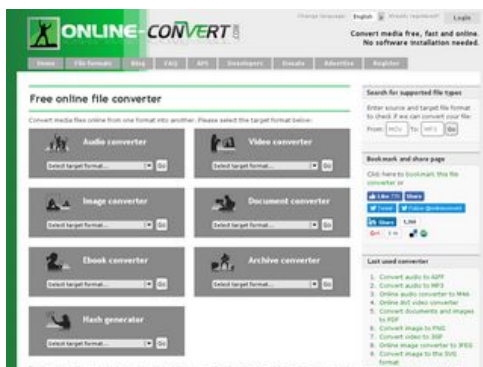 Change language: English Already registered? Login
ONLINE-CONVERT.COM
Convert media free, fast and online.
No software installation needed.
Home File formats Blog FAQ API Developers Donate Advertise Register
Free online file converter
Convert media files online from one format into another. Please select the target format below:
Audio converter
Select target format... Go
Video converter
Select target format... Go
Image converter
Select target format... Go
Document converter
Select target format... Go
Ebook converter
Select target format... Go
Archive converter
Select target format... Go
Hash generator
Select target format... Go
Search for supported file types
Enter source and target file format
to check if we can convert your file:
From: MOV To: MP3 Go
Bookmark and share page
Click here to bookmark this file
converter or
Like Share
Tweet Follow @onlineconvert
in Share
Last used converter
1. Convert audio to AIFF
2. Convert audio to MP3
3. Online audio converter to M4A
4. Online AVI video converter
5. Convert documents and images
to PDF
6. Convert image to PNG
7. Convert video to 3GP
8. Online image converter to JPEG
9. Convert image to the SVG
format